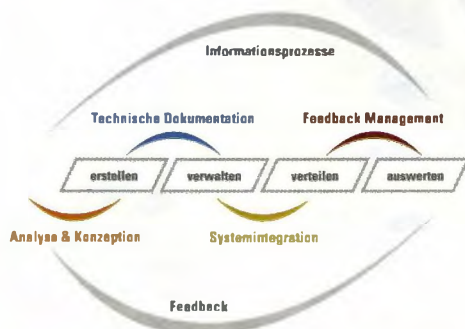 Informationsprozesse
Technische Dokumentation Feedback Management
erstellen verwalten verteilen auswerten
Analyse & Konzeption Systemintegration
Feedback